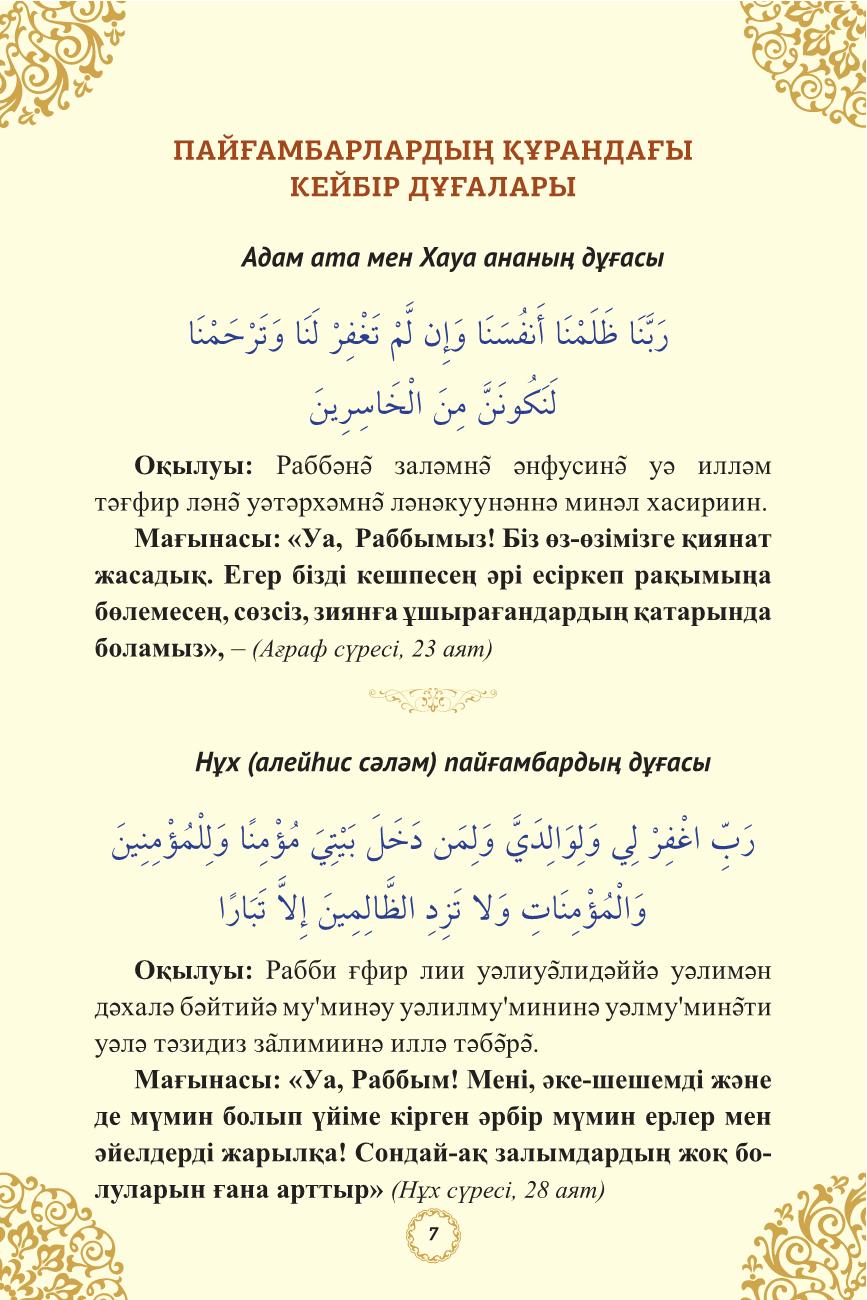 ПАЙҒАМБАРЛАРДЫҢ ҚҰРАНДАҒЫ
КЕЙБІР ДҰҒАЛАРЫ
Адам ата мен Хауа ананың дұғасы
رَبَّنَا ظَلَمْنَا أَنفُسَنَا وَإِن لَّمْ تَغْفِرْ لَنَا وَتَرْحَمْنَا
لَنَكُونَنَّ مِنَ الْخَاسِرِينَ
Оқылуы: Раббәнә̃ заләмнә̃ әнфусинә̃ уә илләм
тәғфир ләнә̃ уәтәрхәмнә̃ ләнәкуунәннә минәл хасириин.
Мағынасы: «Уа, Раббымыз! Біз өз-өзімізге қиянат
жасадық. Егер бізді кешпесең әрі есіркеп рақымыңа
бөлемесең, сөзсіз, зиянға ұшырағандардың қатарында
боламыз», – (Ағраф сүресі, 23 аят)
Нұх (алейһис сәләм) пайғамбардың дұғасы
رَبِّ اغْفِرْ لِي وَلِوَالِدَيَّ وَلِمَن دَخَلَ بَيْتِيَ مُؤْمِنًا وَلِلْمُؤْمِنِينَ
وَالْمُؤْمِنَاتِ وَلا تَزِدِ الظَّالِمِينَ إِلاَّ تَبَارًا
Оқылуы: Рабби ғфир лии уәлиуә̃лидәййә уәлимән
дәхалә бәйтийә му'минәу уәлилму'мининә уәлму'минә̃ти
уәлә тәзидиз за̃лимиинә иллә тәбә̃рә̃.
Мағынасы: «Уа, Раббым! Мені, әке-шешемді және
де мүмин болып үйіме кірген әрбір мүмин ерлер мен
әйелдерді жарылқа! Сондай-ақ залымдардың жоқ бо-
луларын ғана арттыр» (Нұх сүресі, 28 аят)
7